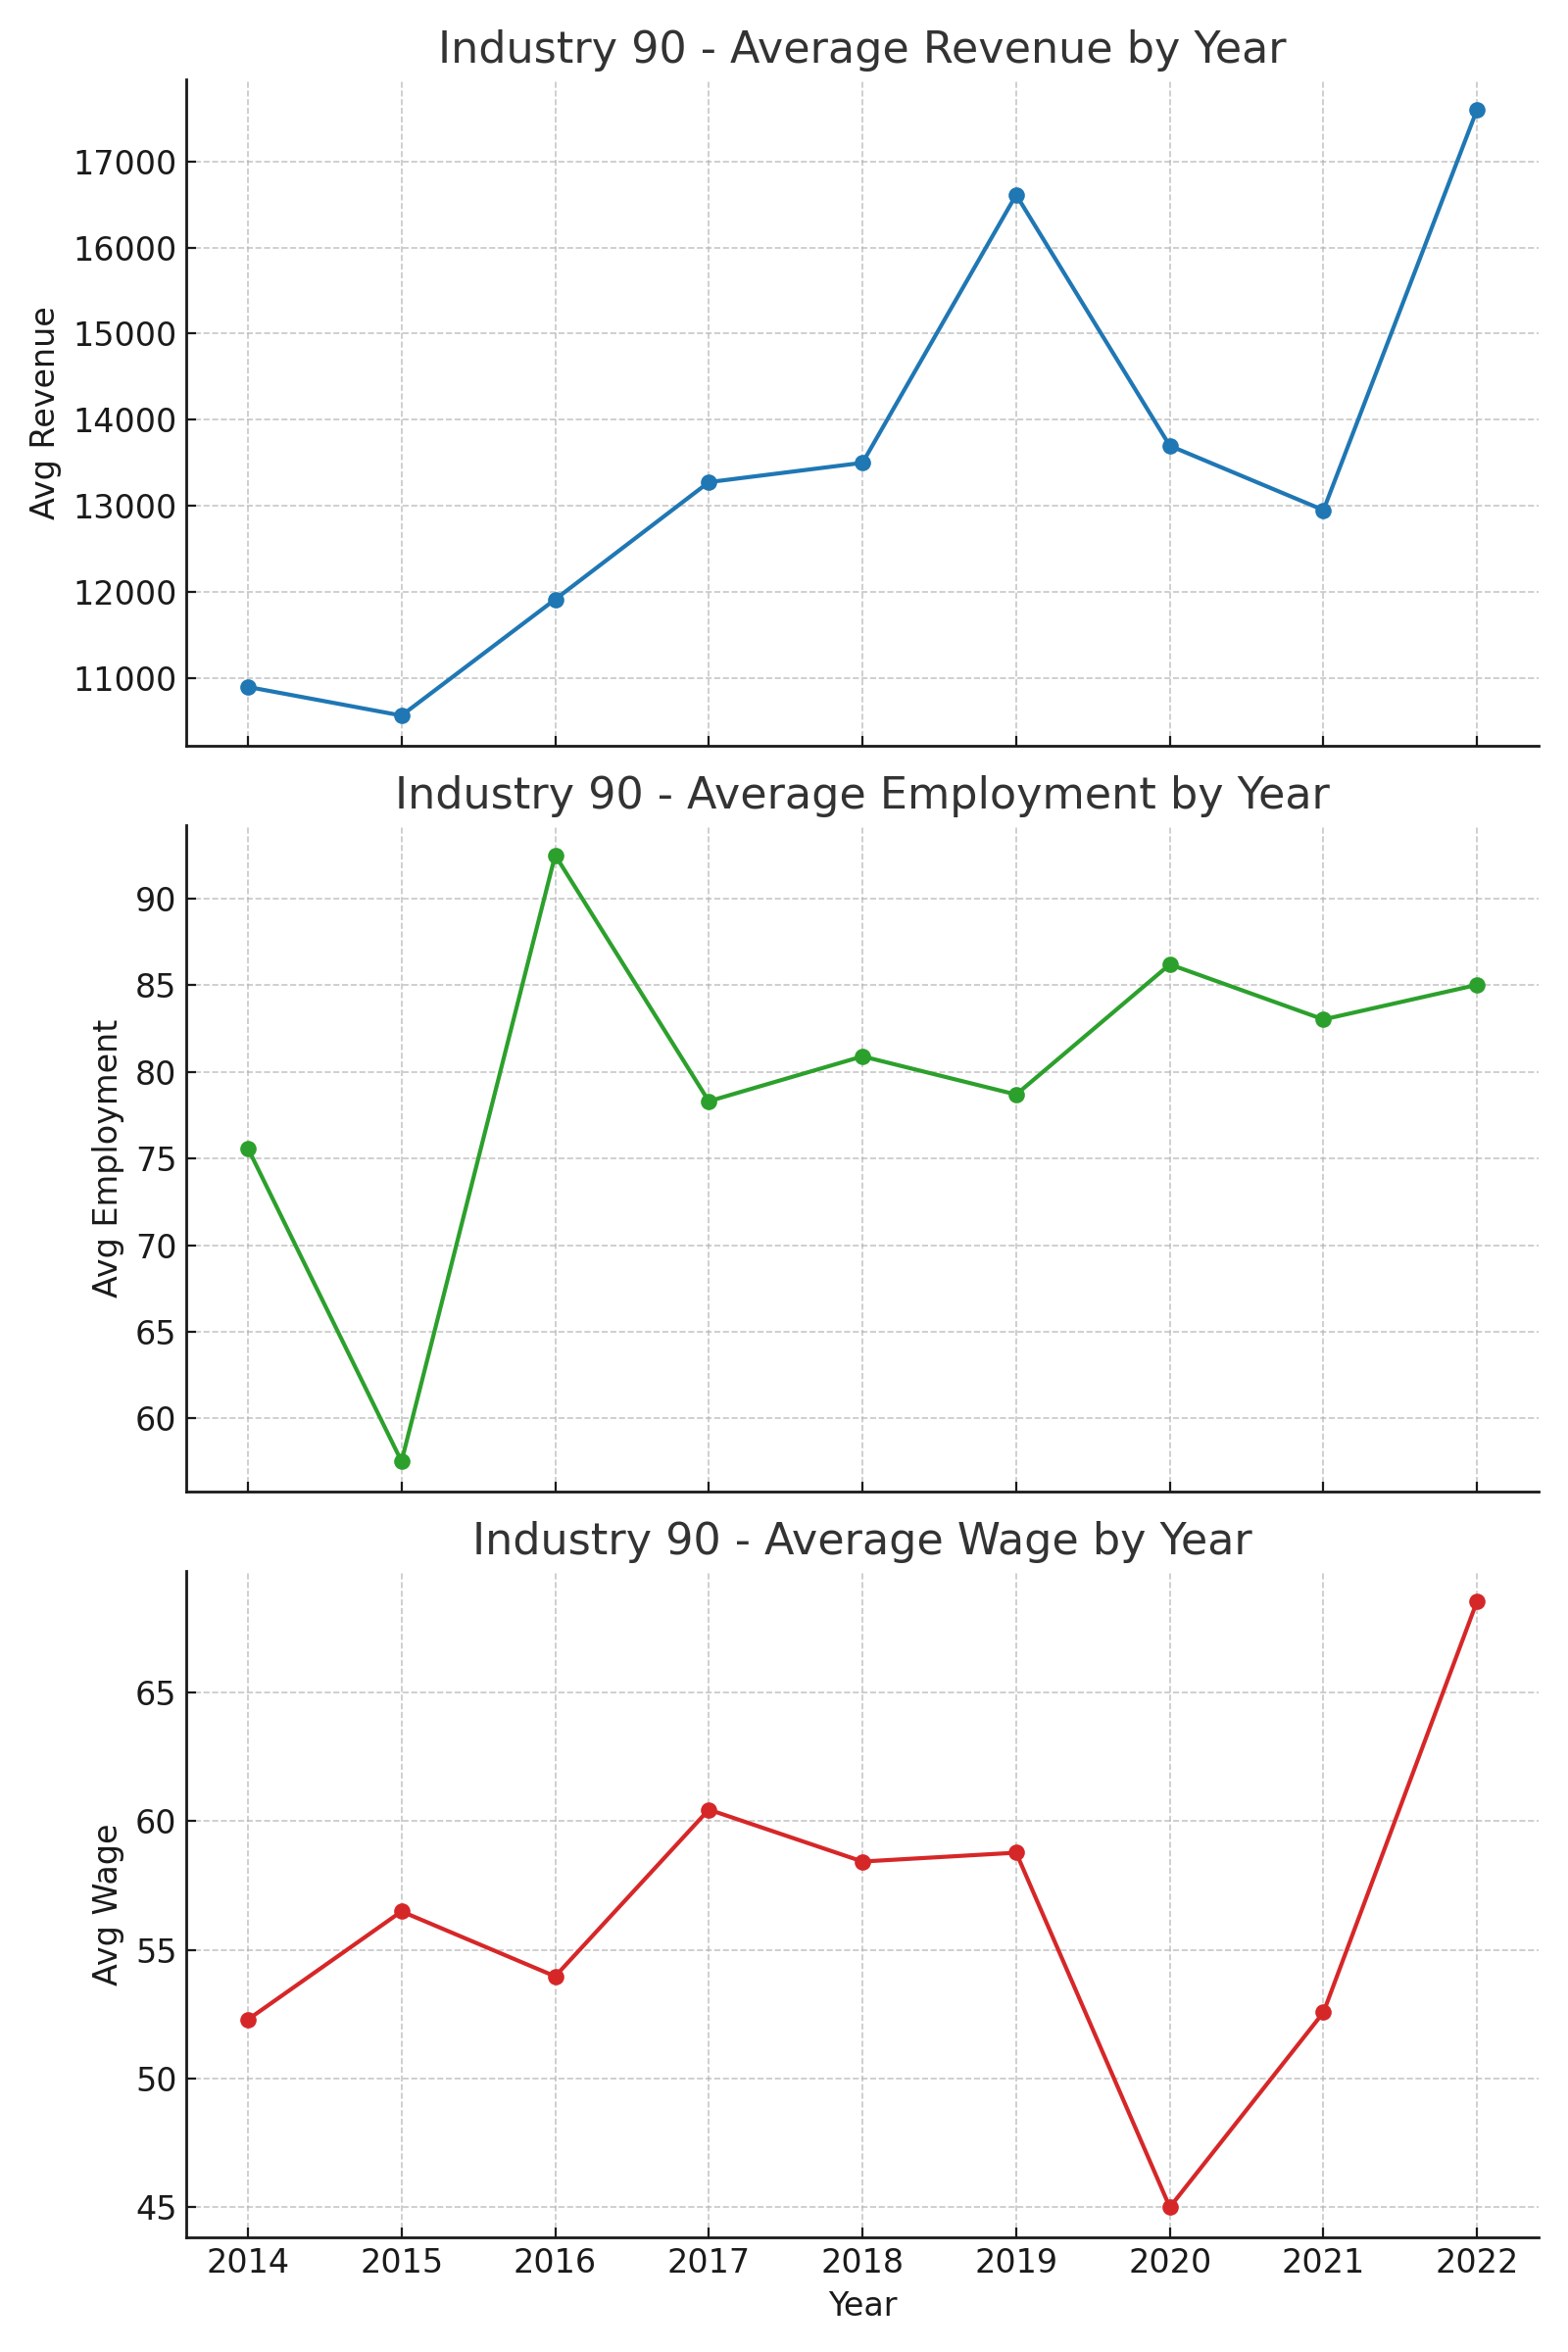 Industry 90 - Average Revenue by Year
17000
16000
15000
14000
13000
12000
11000
Avg Revenue
Industry 90 - Average Employment by Year
90
85
80
75
70
65
60
Avg Employment
Industry 90 - Average Wage by Year
65
60
55
50
45
Avg Wage
2014 2015 2016 2017 2018 2019 2020 2021 2022
Year